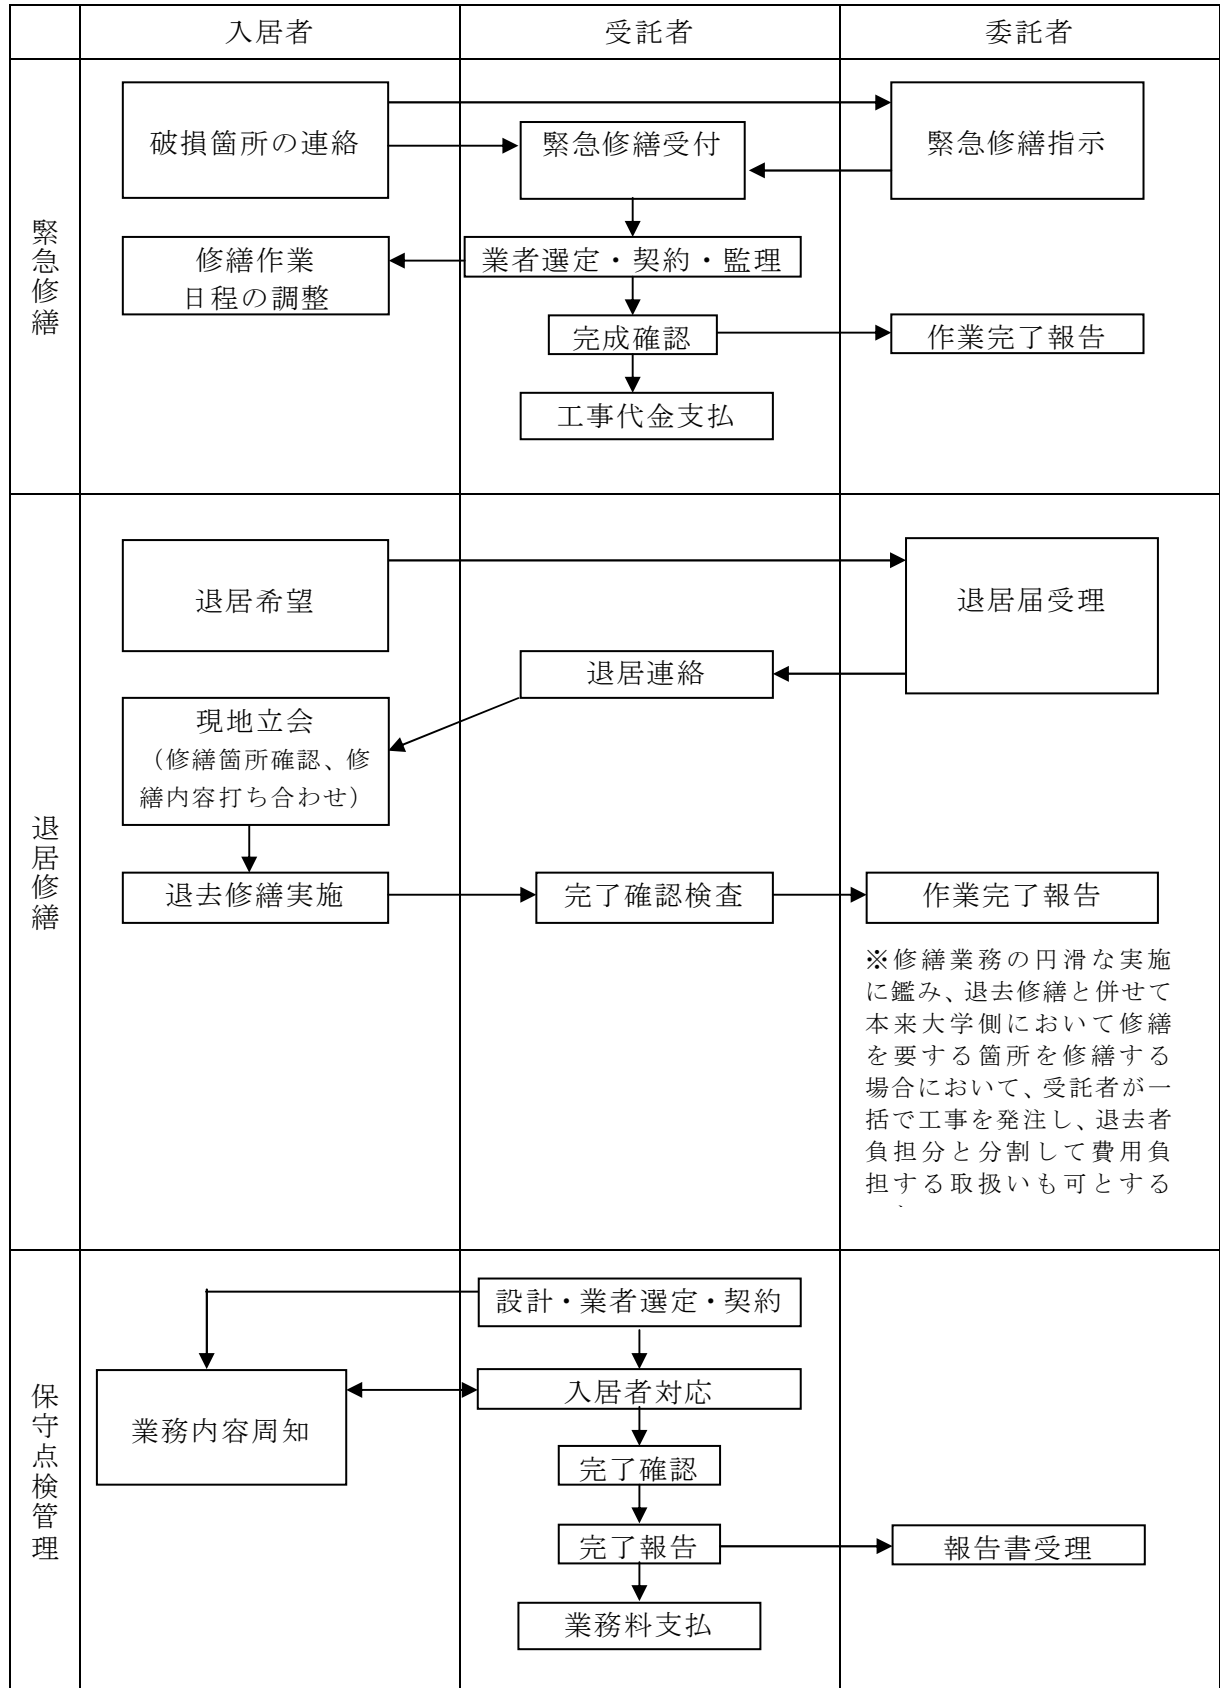 入居者
受託者
委託者
緊急修繕
破損箇所の連絡
緊急修繕受付
緊急修繕指示
修繕作業
日程の調整
業者選定・契約・監理
完成確認
作業完了報告
工事代金支払
退居修繕
退居希望
退居届受理
退居連絡
現地立会
（修繕箇所確認、修
繕内容打ち合わせ）
退去修繕実施
完了確認検査
作業完了報告
※修繕業務の円滑な実施
に鑑み、退去修繕と併せて
本来大学側において修繕
を要する箇所を修繕する
場合において、受託者が一
括で工事を発注し、退去者
負担分と分割して費用負
担する取扱いも可とする
保守点検管理
設計・業者選定・契約
業務内容周知
入居者対応
完了確認
完了報告
報告書受理
業務料支払